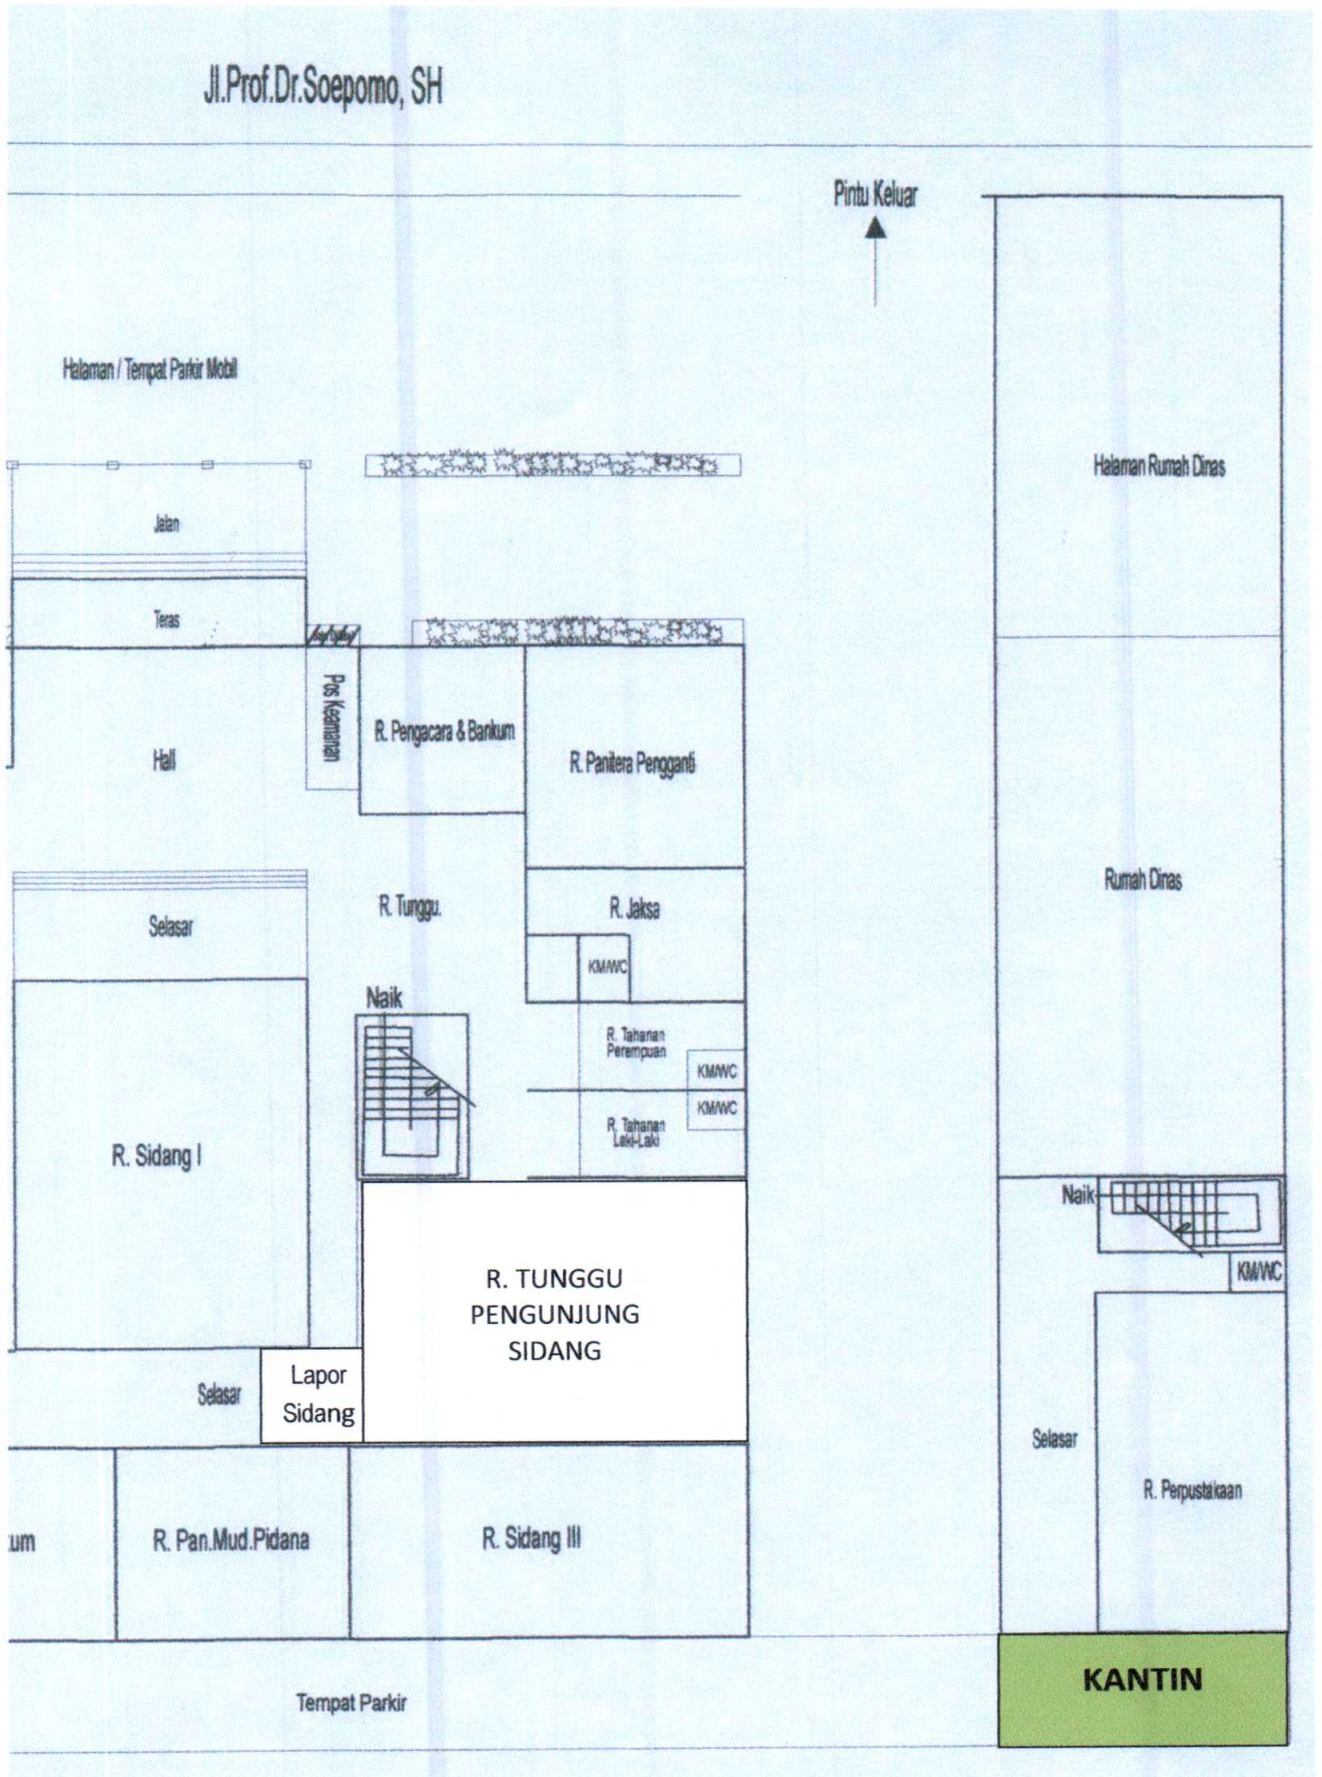 Jl.Prof.Dr.Soepomo, SH
Pintu Keluar
Halaman / Tempat Parkir Mobil
Halaman Rumah Dinas
Jalan
Teras
Pos Keamanan
R. Pengacara & Bankum
R. Panitera Pengganti
Hall
Rumah Dinas
R. Tunggu.
R. Jaksa
Selasar
KM/WC
Naik
R. Tahanan
Perempuan
KM/WC
KM/WC
R. Tahanan
Laki-Laki
R. Sidang I
Naik
KM/WC
R. TUNGGU
PENGUNJUNG
SIDANG
Lapor
Sidang
Selasar
Selasar
R. Perpustakaan
um
R. Pan.Mud.Pidana
R. Sidang III
KANTIN
Tempat Parkir